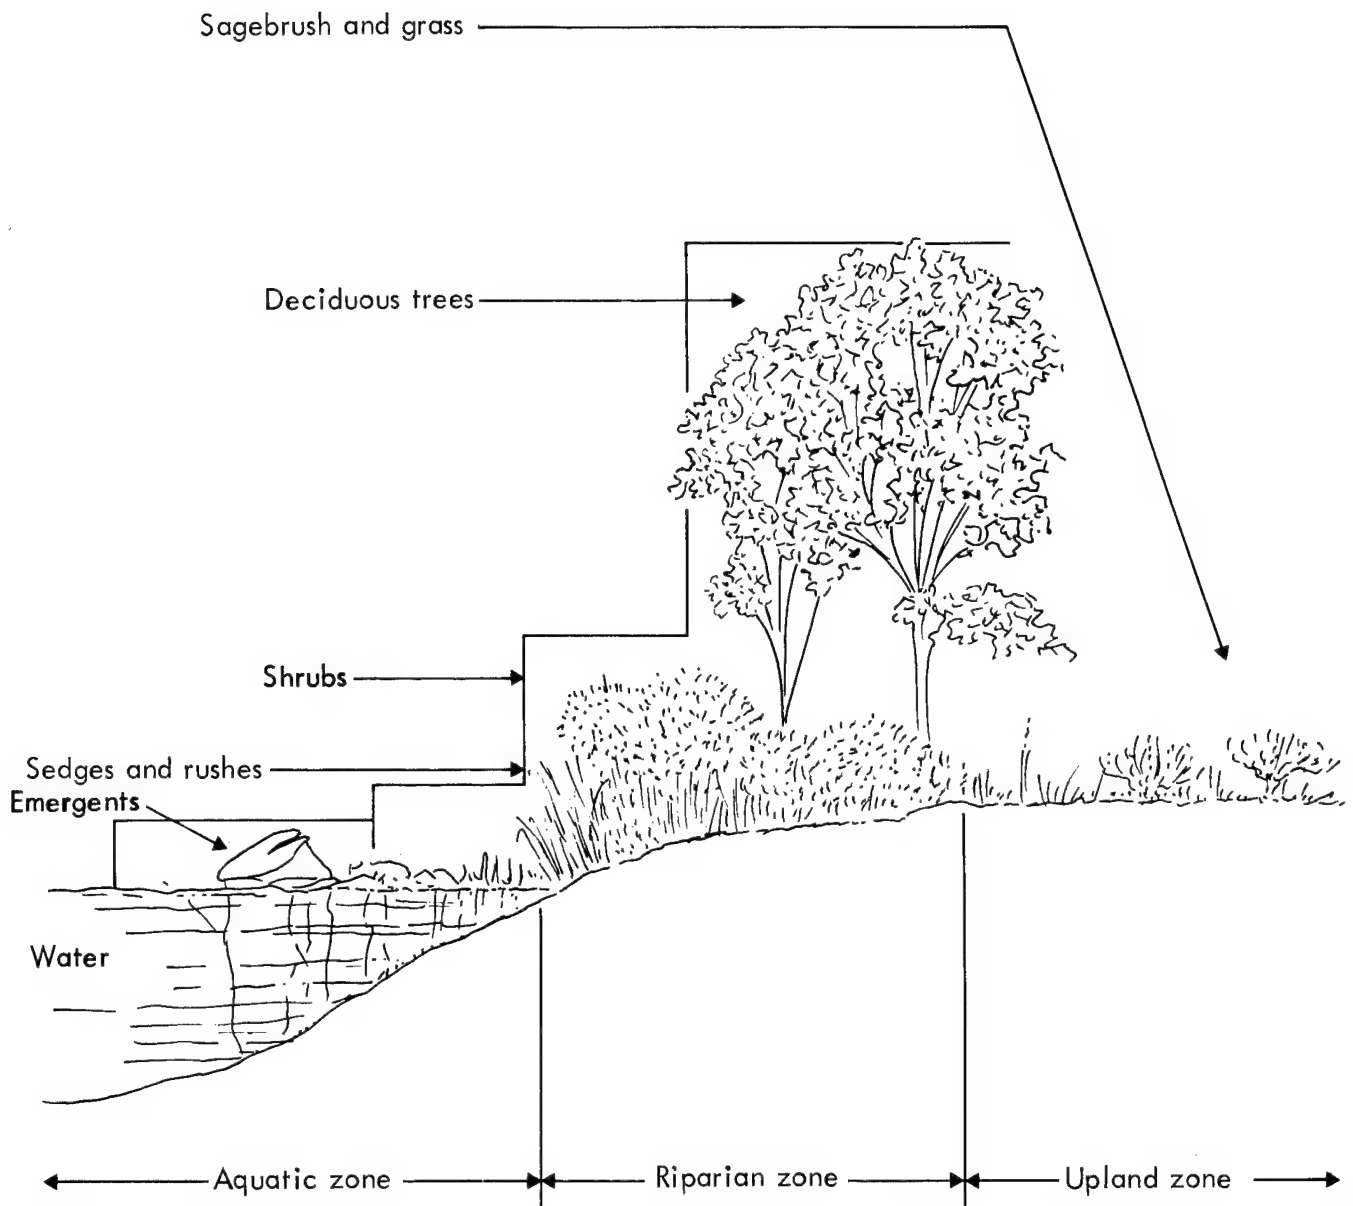 Sagebrush and grass
Deciduous trees
Shrubs
Sedges and rushes
Emergents
Water
Aquatic zone
Riparian zone
Upland zone